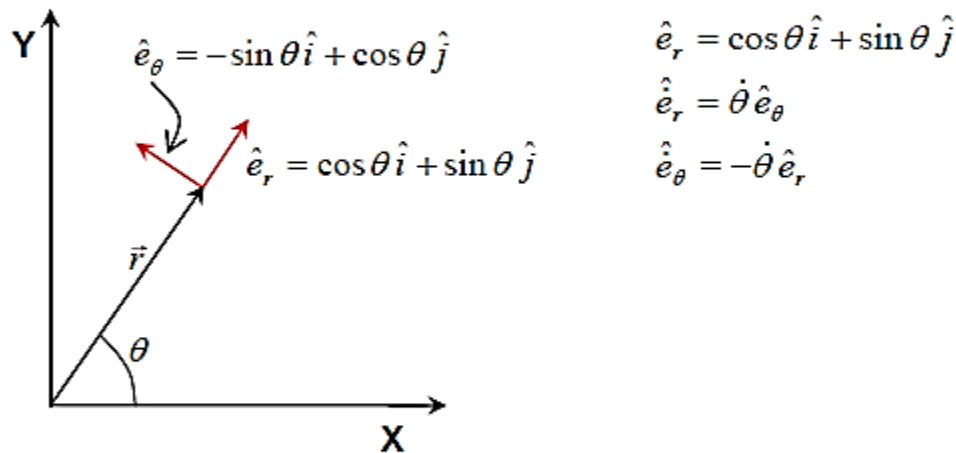 Y
ê_θ = −sin θ î + cos θ ĵ
ê_r = cos θ î + sin θ ĵ
r⃗
θ
X
ê_r = cos θ î + sin θ ĵ
ê̇_r = θ̇ ê_θ
ê̇_θ = −θ̇ ê_r